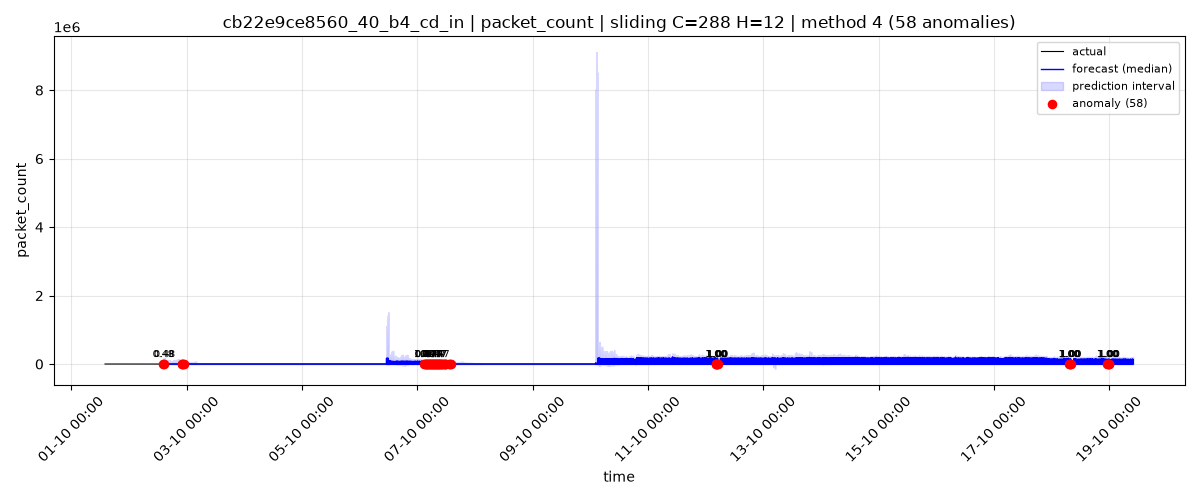 cb22e9ce8560_40_b4_cd_in | packet_count | sliding C=288 H=12 | method 4 (58 anomalies)
1e6
actual
forecast (median)
prediction interval
anomaly (58)
8
6
4
2
0
packet_count
0.48
1.00
1.00
1.00
01-10 00:00
03-10 00:00
05-10 00:00
07-10 00:00
09-10 00:00
11-10 00:00
13-10 00:00
15-10 00:00
17-10 00:00
19-10 00:00
time